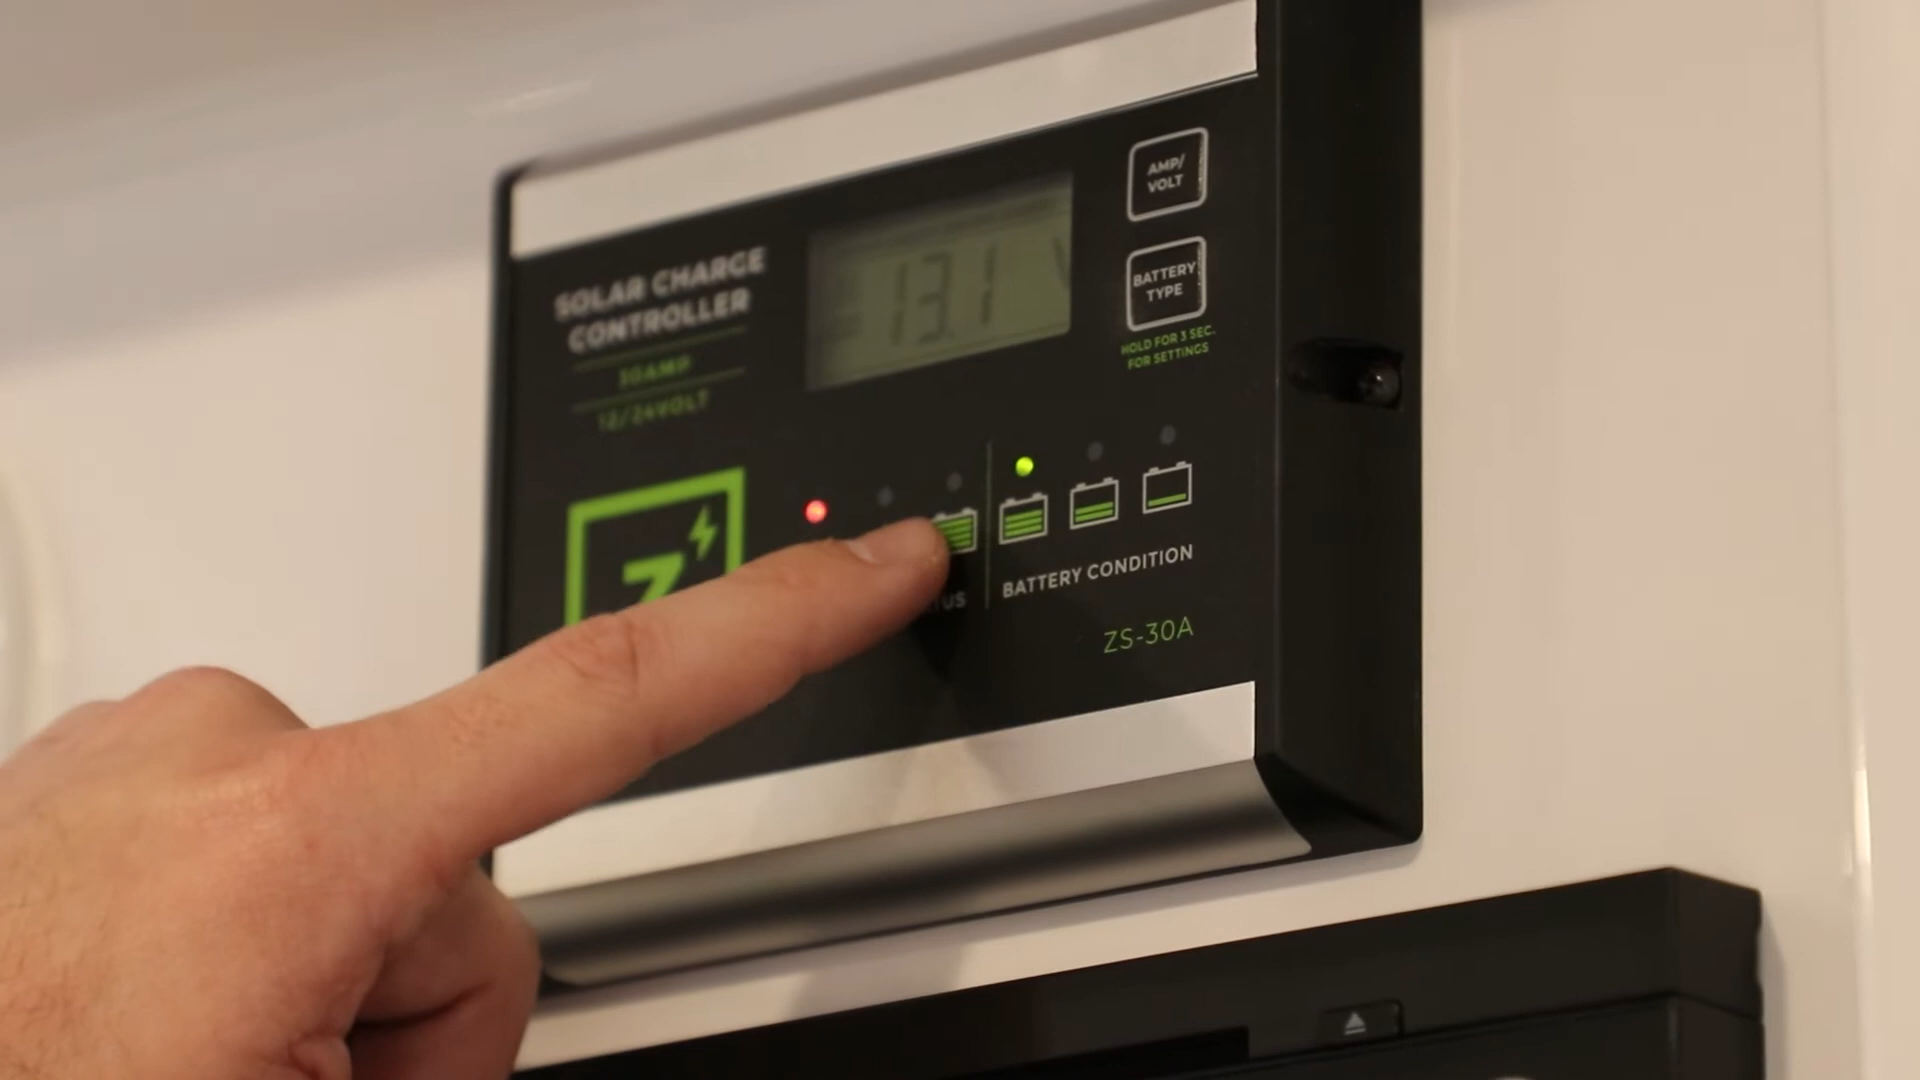 SOLAR CHARGE
CONTROLLER
30AMP
12/24VOLT
13.1 V
AMP/
VOLT
BATTERY
TYPE
HOLD FOR 3 SEC.
FOR SETTINGS
Z
BATTERY CONDITION
ZS-30A